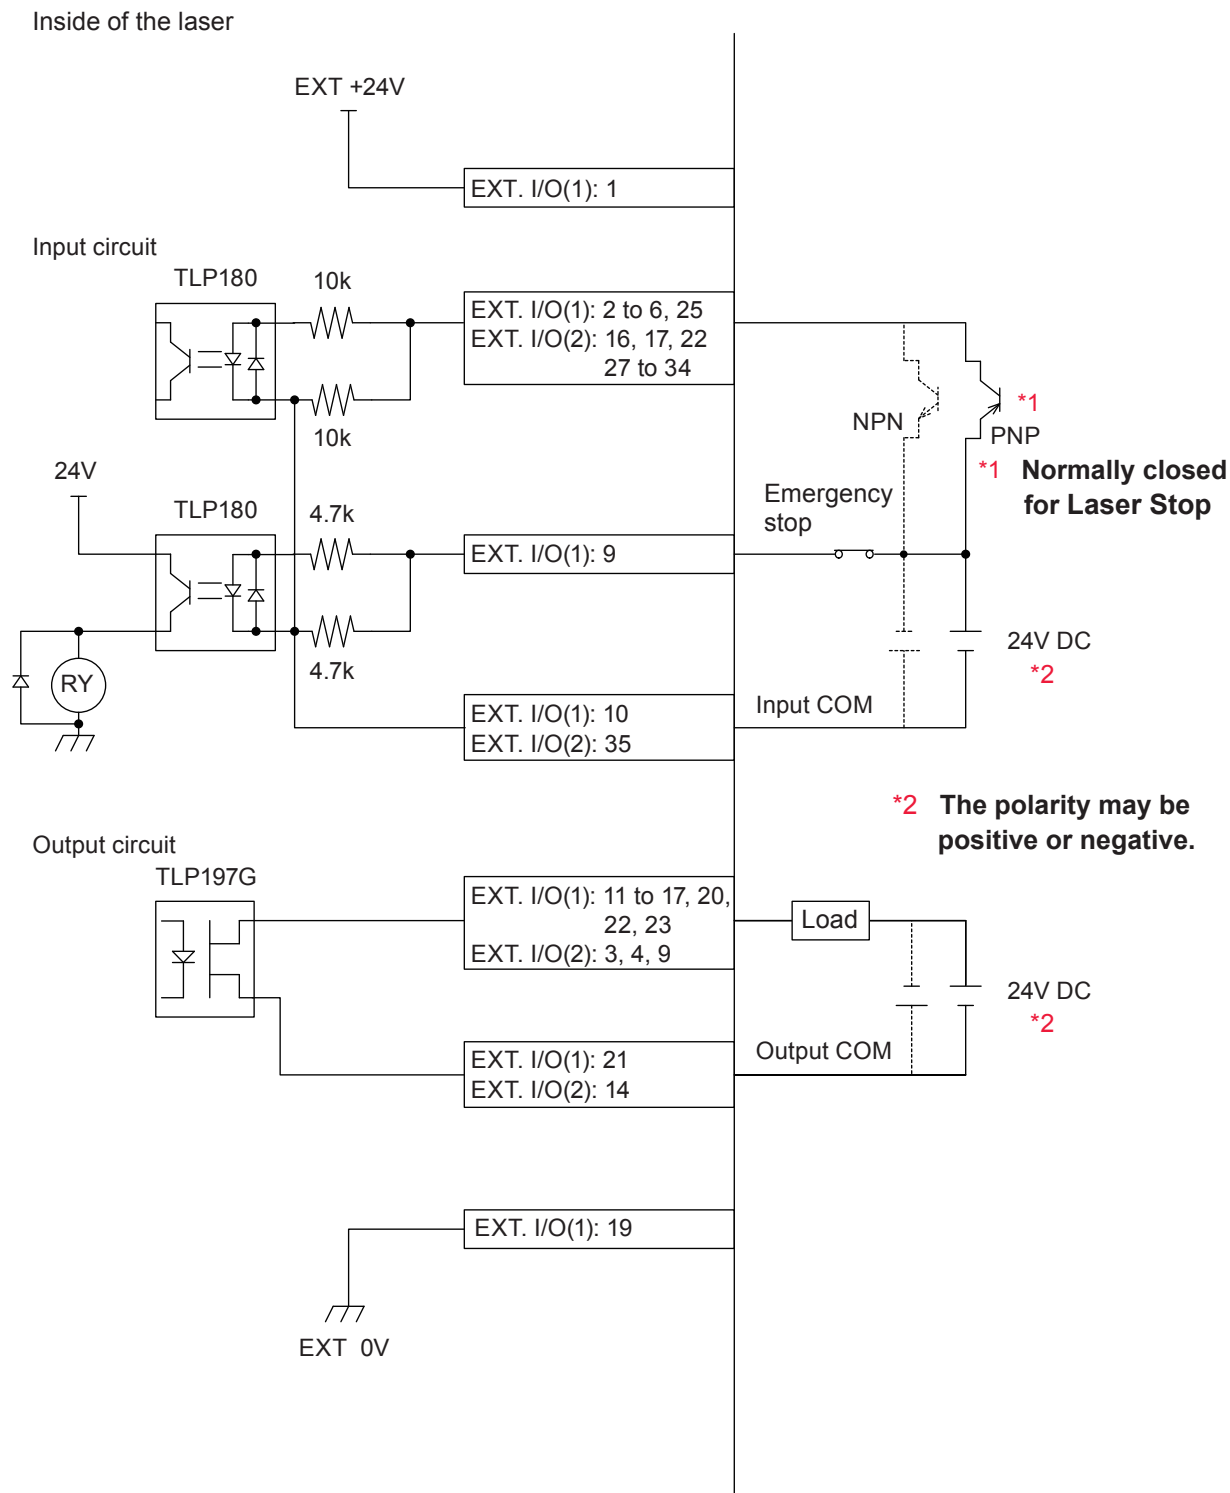 Inside of the laser
EXT +24V
EXT. I/O(1): 1
Input circuit
TLP180
10k
10k
EXT. I/O(1): 2 to 6, 25
EXT. I/O(2): 16, 17, 22
27 to 34
NPN
*1
PNP
*1 Normally closed
for Laser Stop
24V
TLP180
4.7k
4.7k
EXT. I/O(1): 9
Emergency
stop
RY
24V DC
*2
EXT. I/O(1): 10
EXT. I/O(2): 35
Input COM
*2 The polarity may be
positive or negative.
Output circuit
TLP197G
EXT. I/O(1): 11 to 17, 20,
22, 23
EXT. I/O(2): 3, 4, 9
Load
24V DC
*2
EXT. I/O(1): 21
EXT. I/O(2): 14
Output COM
EXT. I/O(1): 19
EXT 0V